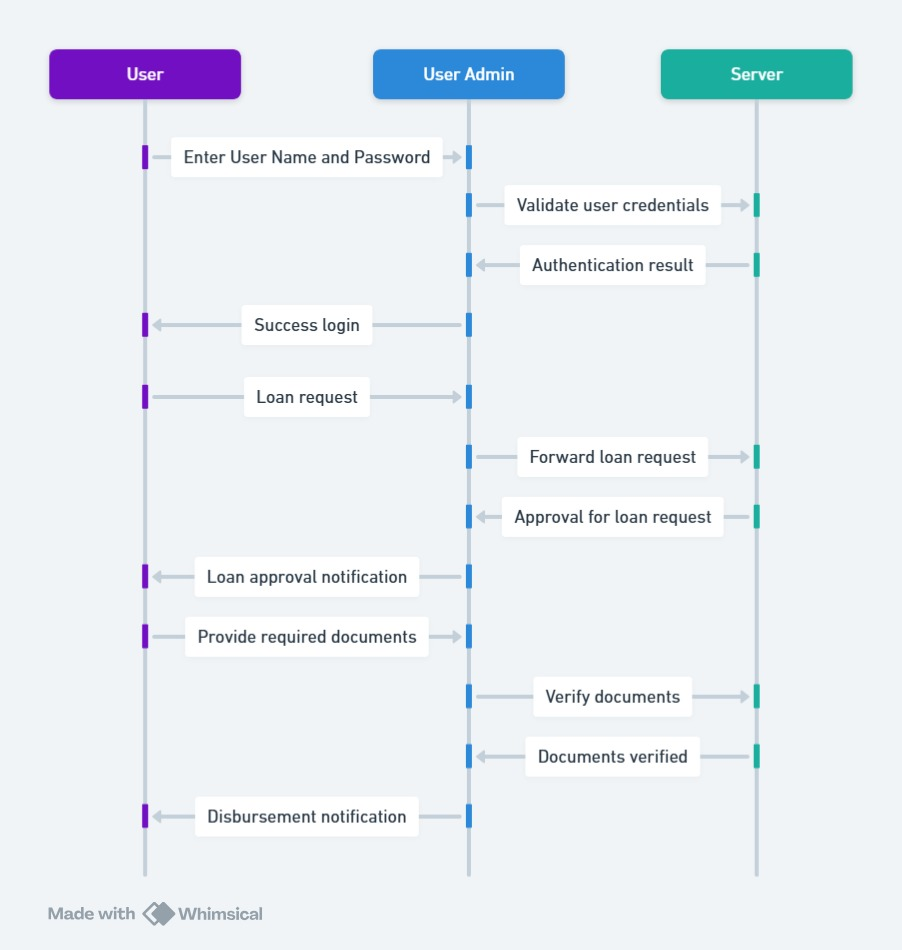 User
User Admin
Server
Enter User Name and Password
Validate user credentials
Authentication result
Success login
Loan request
Forward loan request
Approval for loan request
Loan approval notification
Provide required documents
Verify documents
Documents verified
Disbursement notification
Made with Whimsical